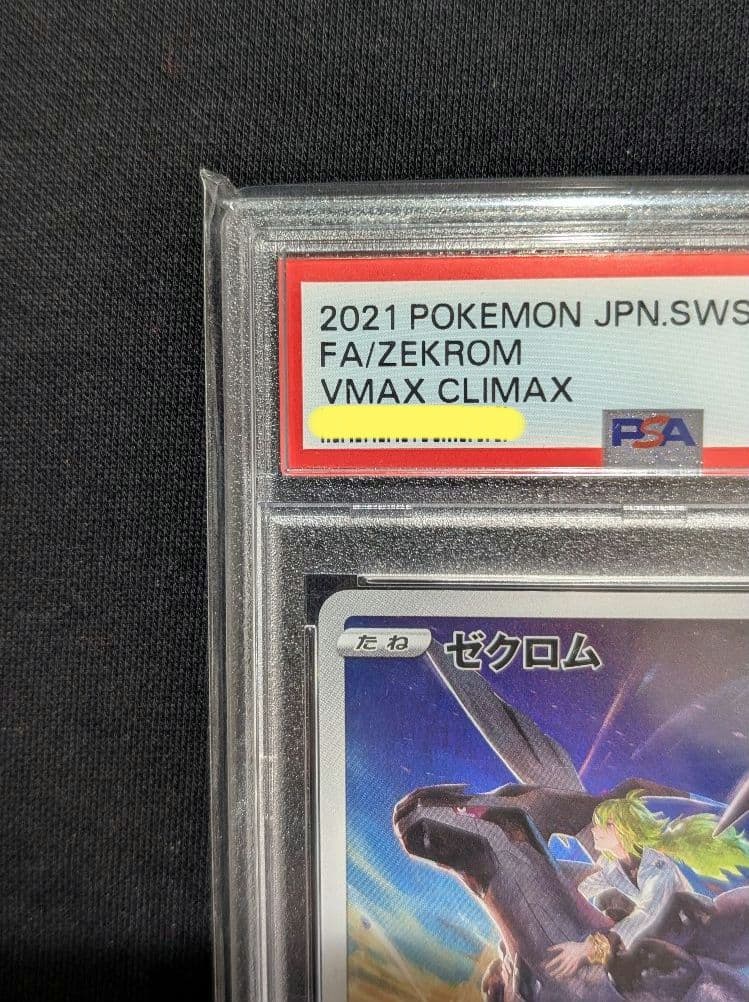 2021 POKEMON JPN.SWS
FA/ZEKROM
VMAX CLIMAX
PSA
たね ゼクロム